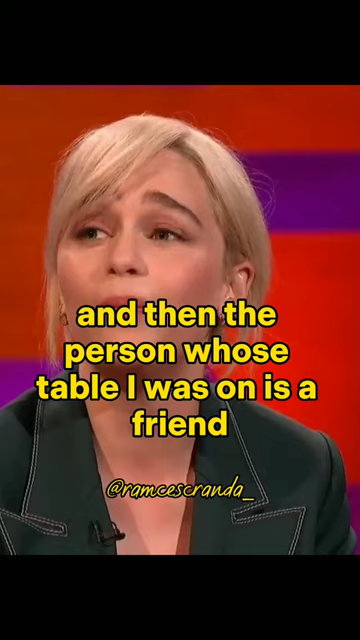 and then the
person whose
table I was on is a
friend
@ramcescranda_